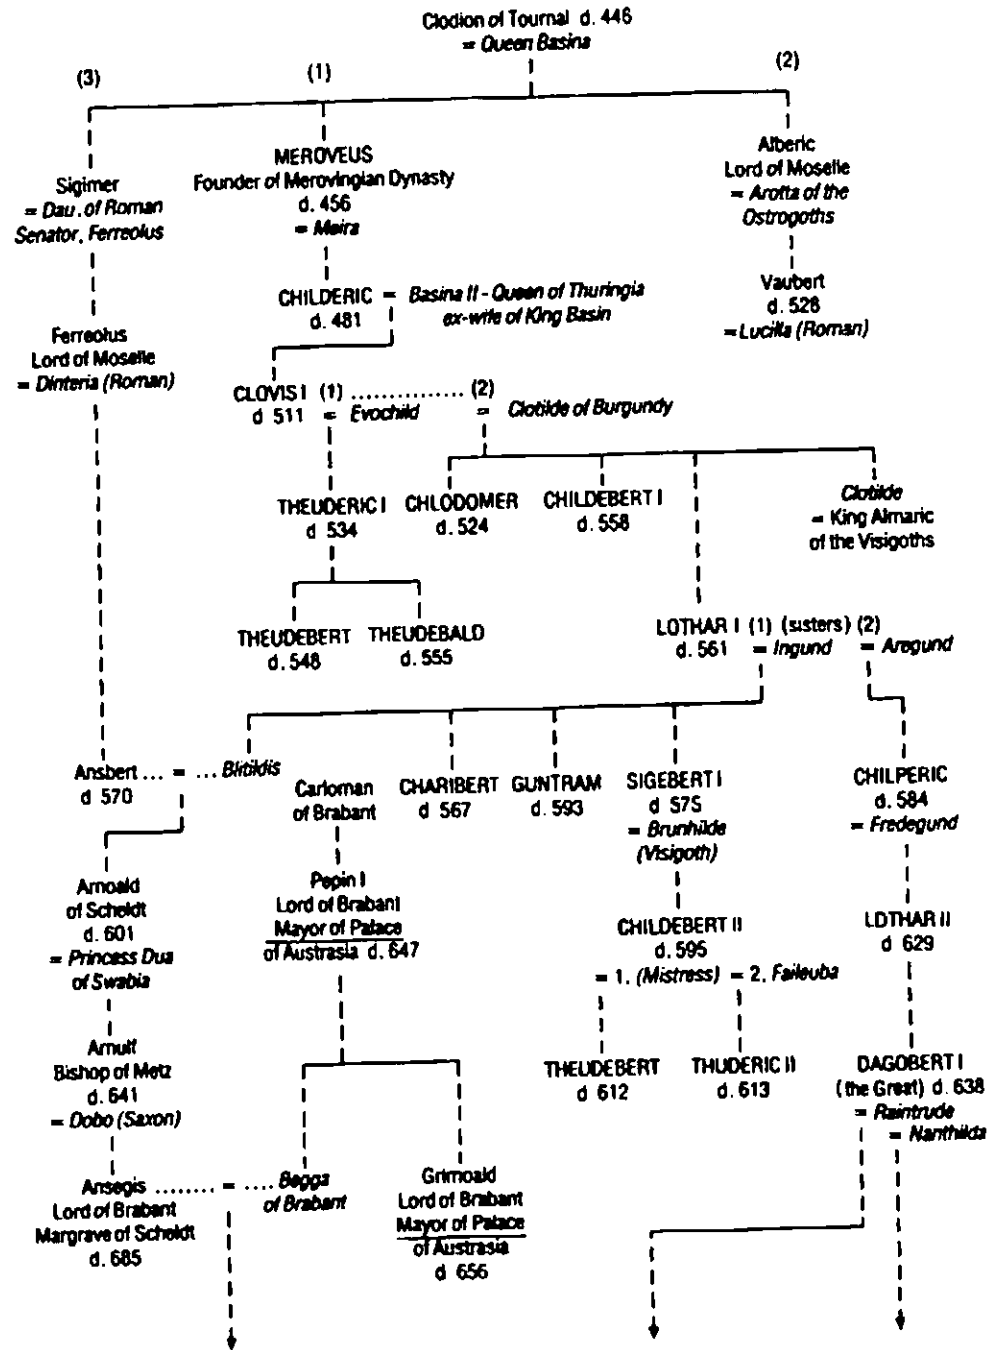 Clodion of Tournal d. 446
= Queen Basina
(3)
(1)
(2)
Sigimer
= Dau. of Roman
Senator, Ferreolus
MEROVEUS
Founder of Merovingian Dynasty
d. 456
= Meira
Alberic
Lord of Moselle
= Arotta of the
Ostrogoths
CHILDERIC = Basina II - Queen of Thuringia
d. 481 ex-wife of King Basin
Vaubert
d. 528
= Lucilla (Roman)
Ferreolus
Lord of Moselle
= Dinteria (Roman)
CLOVIS I (1) ................ (2)
d 511 = Evochild = Clotilde of Burgundy
THEUDERIC I
d 534
CHLODOMER
d. 524
CHILDEBERT I
d. 558
Clotilde
= King Almaric
of the Visigoths
THEUDEBERT
d. 548
THEUDEBALD
d. 555
LOTHAR I (1) (sisters) (2)
d. 561 = Ingund = Aregund
Ansbert ... = ... Blitildis
d 570
Carloman
of Brabant
CHARIBERT
d 567
GUNTRAM
d. 593
SIGEBERT I
d 575
= Brunhilde
(Visigoth)
CHILPERIC
d. 584
= Fredegund
Arnoald
of Scheldt
d. 601
= Princess Dua
of Swabia
Pepin I
Lord of Brabant
Mayor of Palace
of Austrasia d. 647
CHILDEBERT II
d. 595
= 1. (Mistress) = 2. Faileuba
LOTHAR II
d 629
Arnulf
Bishop of Metz
d. 641
= Dobo (Saxon)
THEUDEBERT
d 612
THUDERIC II
d. 613
DAGOBERT I
(the Great) d. 638
= Raintrude
= Nanthilda
Ansegis ........ = .... Begga
Lord of Brabant of Brabant
Margrave of Scheldt
d. 685
Grimoald
Lord of Brabant
Mayor of Palace
of Austrasia
d 656